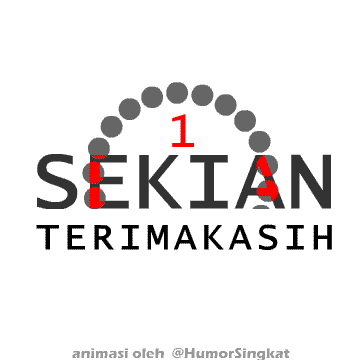 1
SEKIAN
TERIMAKASIH
animasi oleh @HumorSingkat